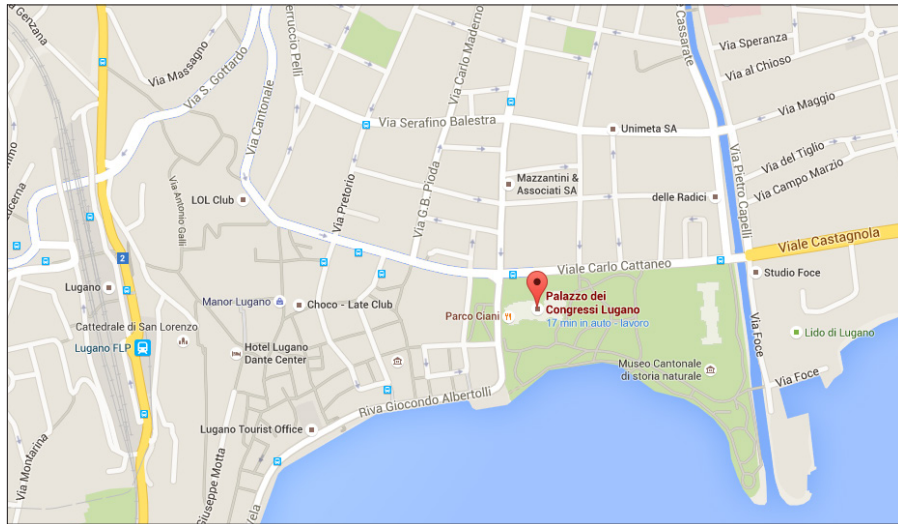 Via Genzana
Via Massagno
Via S. Gottardo
Ferruccio Pelli
Via Cantonale
Via Carlo Maderno
Cassarate
Via Speranza
Via al Chioso
Via Maggio
Via Serafino Balestra
Unimeta SA
Via Pietro Capelli
Via del Tiglio
Via Campo Marzio
Lucerna
Via Antonio Galli
LOL Club
Via Pretorio
Via G.B. Pioda
Mazzantini &
Associati SA
delle Radici
Viale Castagnola
2
Viale Carlo Cattaneo
Studio Foce
Lugano
Manor Lugano
Choco - Late Club
Parco Ciani
Palazzo dei
Congressi Lugano
17 min in auto - lavoro
Cattedrale di San Lorenzo
Lugano FLP
Hotel Lugano
Dante Center
Via Foce
Lido di Lugano
Museo Cantonale
di storia naturale
Via Foce
Riva Giocondo Albertolli
Lugano Tourist Office
Via Montarina
Giuseppe Motta
Vela